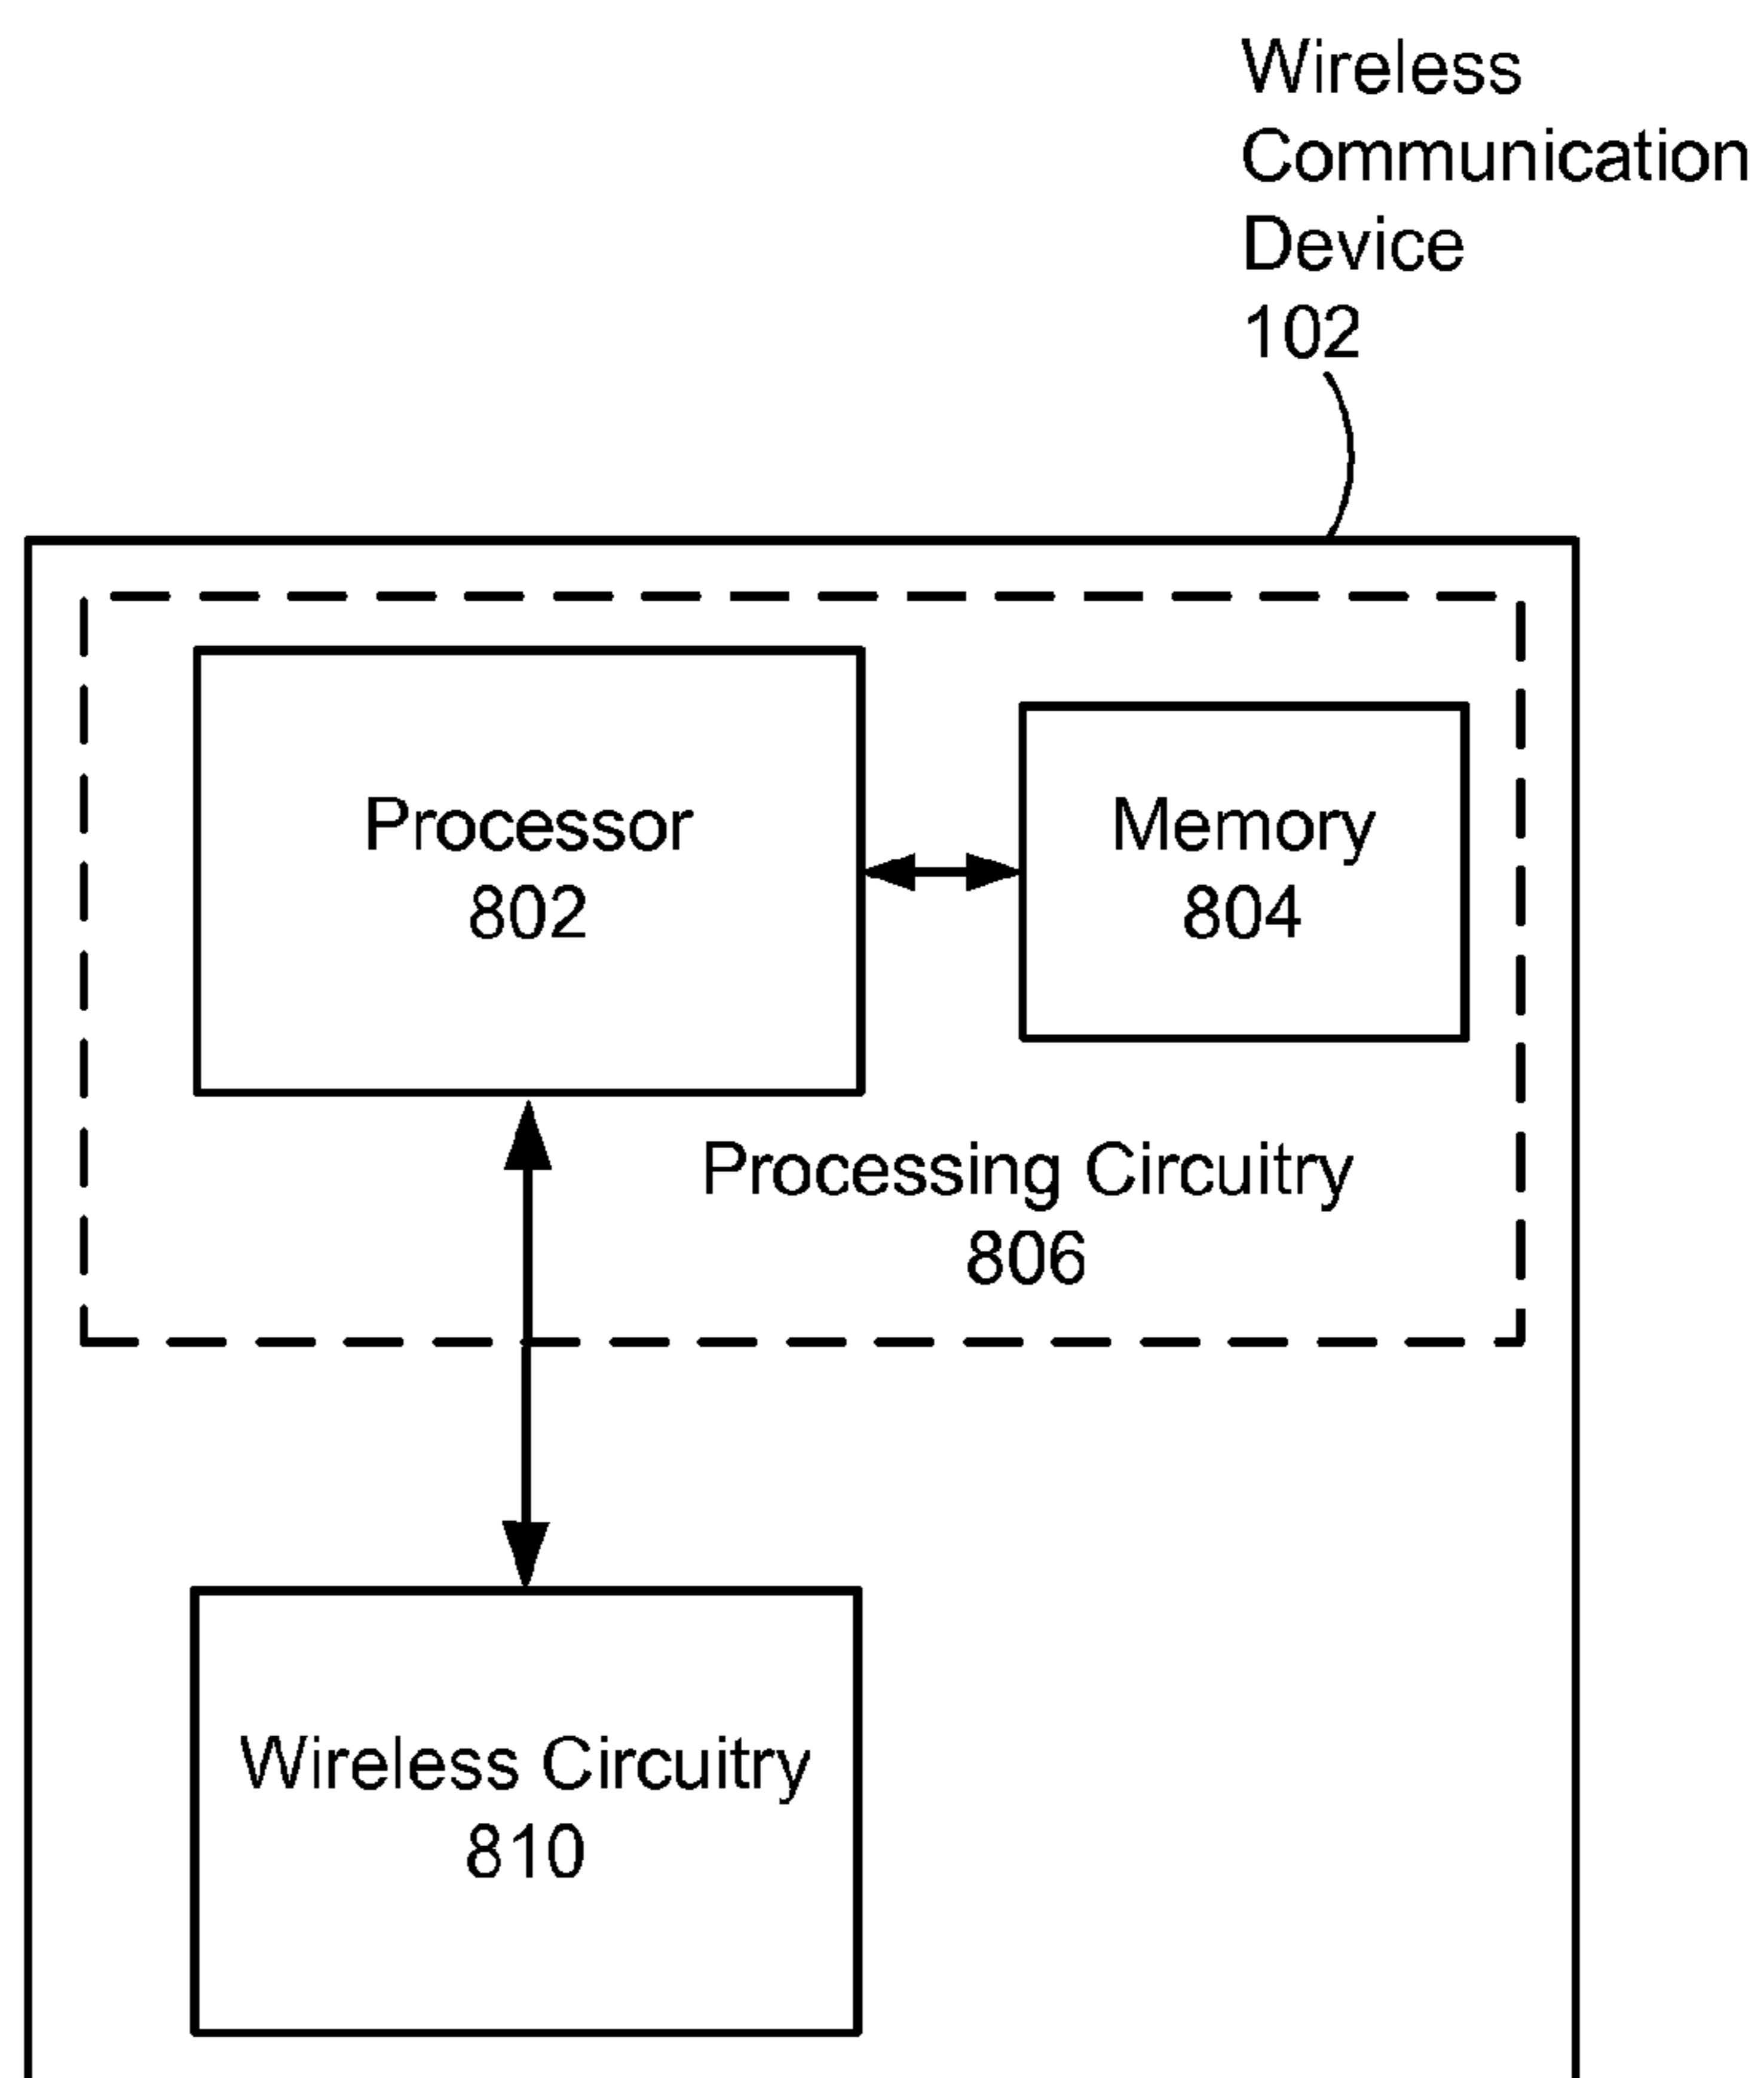 Wireless
Communication
Device
102
Processor
802
Memory
804
Processing Circuitry
806
Wireless Circuitry
810